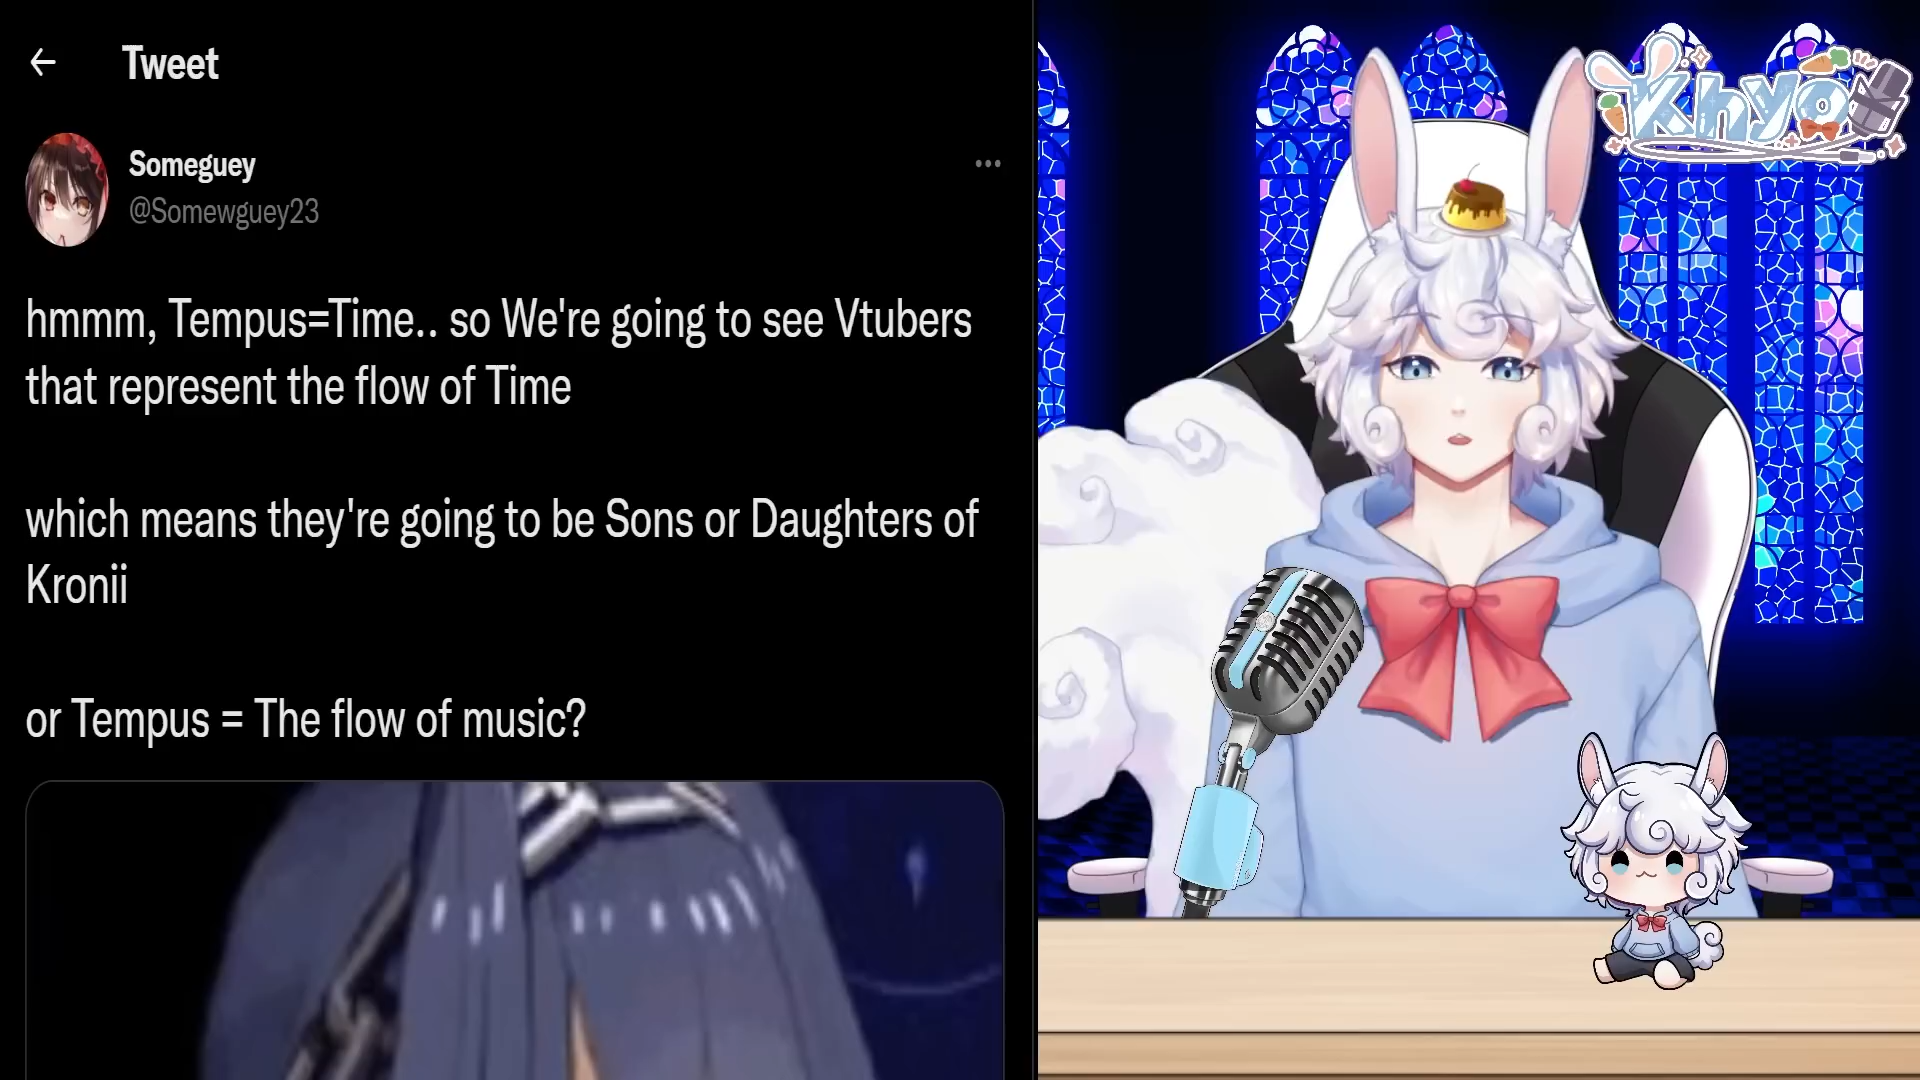 Tweet
Someguey
@Somewguey23
hmmm, Tempus=Time.. so We're going to see Vtubers
that represent the flow of Time
which means they're going to be Sons or Daughters of
Kronii
or Tempus = The flow of music?
Knyo